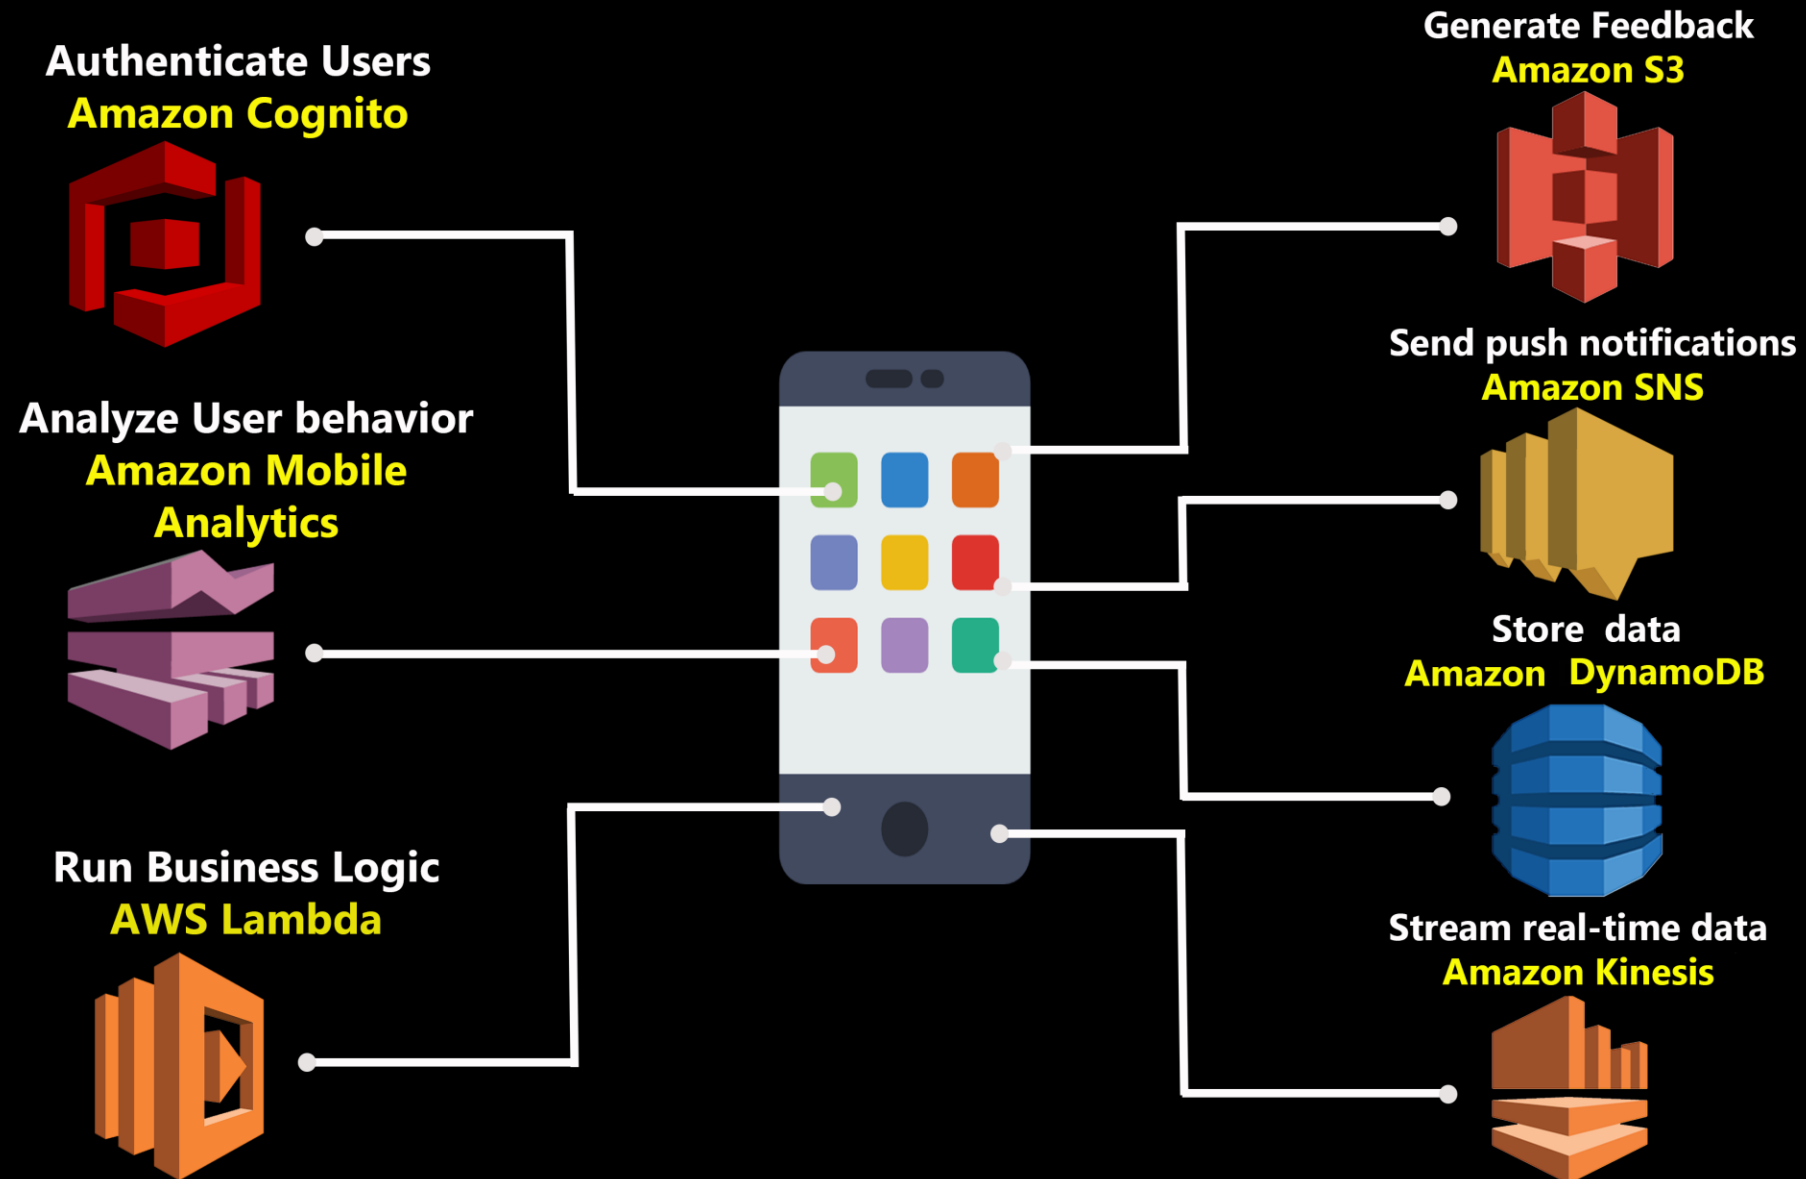 Authenticate Users
Amazon Cognito
Analyze User behavior
Amazon Mobile
Analytics
Run Business Logic
AWS Lambda
Generate Feedback
Amazon S3
Send push notifications
Amazon SNS
Store data
Amazon DynamoDB
Stream real-time data
Amazon Kinesis